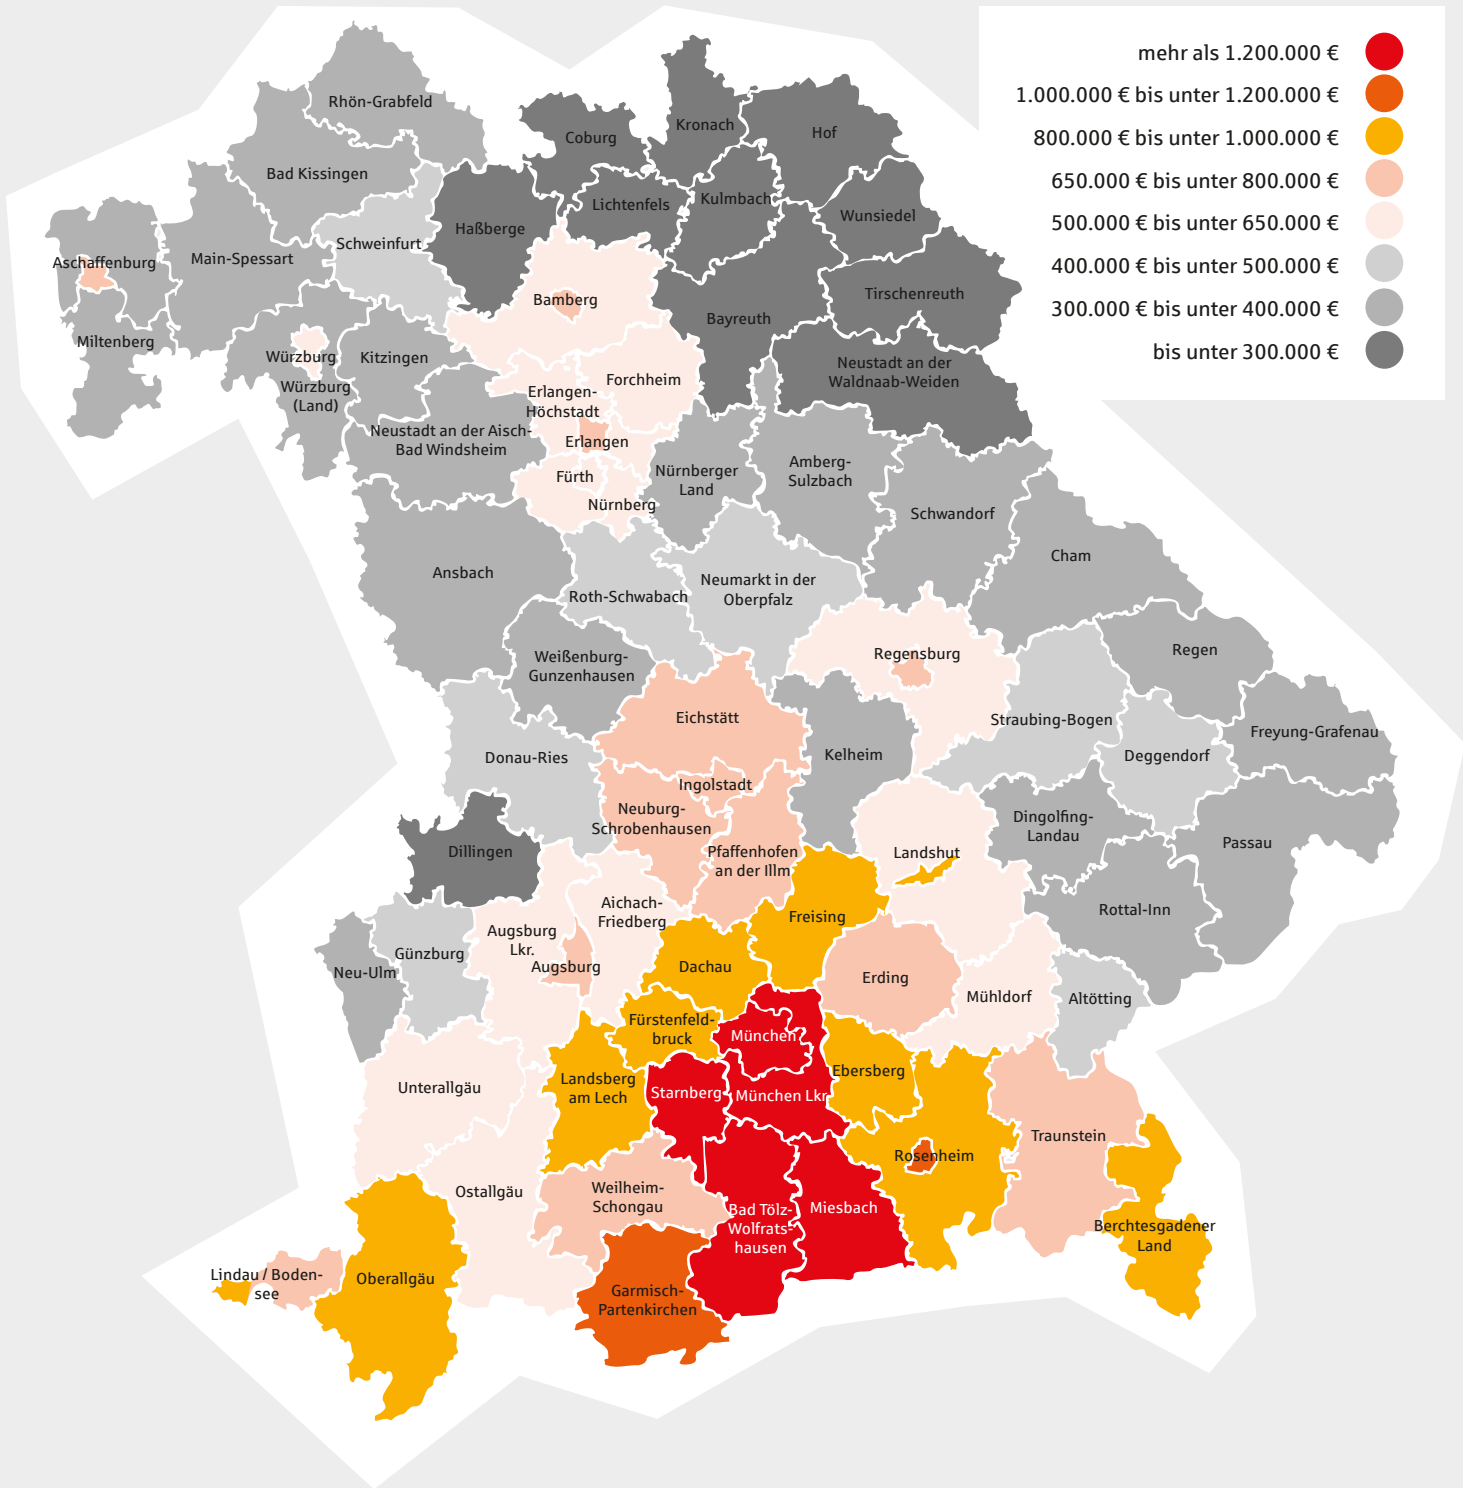 mehr als 1.200.000 €
1.000.000 € bis unter 1.200.000 €
800.000 € bis unter 1.000.000 €
650.000 € bis unter 800.000 €
500.000 € bis unter 650.000 €
400.000 € bis unter 500.000 €
300.000 € bis unter 400.000 €
bis unter 300.000 €
Rhön-Grabfeld
Coburg
Kronach
Hof
Bad Kissingen
Lichtenfels
Kulmbach
Wunsiedel
Haßberge
Schweinfurt
Main-Spessart
Aschaffenburg
Bamberg
Tirschenreuth
Bayreuth
Miltenberg
Würzburg
Kitzingen
Würzburg
(Land)
Forchheim
Neustadt an der
Waldnaab-Weiden
Erlangen-
Höchstadt
Neustadt an der Aisch-
Bad Windsheim
Erlangen
Fürth
Nürnberg
Nürnberger
Land
Amberg-
Sulzbach
Schwandorf
Cham
Ansbach
Roth-Schwabach
Neumarkt in der
Oberpfalz
Weißenburg-
Gunzenhausen
Regensburg
Regen
Eichstätt
Straubing-Bogen
Freyung-Grafenau
Donau-Ries
Kelheim
Deggendorf
Ingolstadt
Neuburg-
Schrobenhausen
Dingolfing-
Landau
Passau
Dillingen
Pfaffenhofen
an der Illm
Landshut
Aichach-
Friedberg
Freising
Rottal-Inn
Augsburg
Lkr.
Günzburg
Augsburg
Neu-Ulm
Dachau
Erding
Mühldorf
Altötting
Fürstenfeld-
bruck
München
Ebersberg
Unterallgäu
Landsberg
am Lech
Starnberg
München Lkr
Traunstein
Rosenheim
Ostallgäu
Weilheim-
Schongau
Bad Tölz-
Wolfrats-
hausen
Miesbach
Berchtesgadener
Land
Lindau / Boden-
see
Oberallgäu
Garmisch-
Partenkirchen